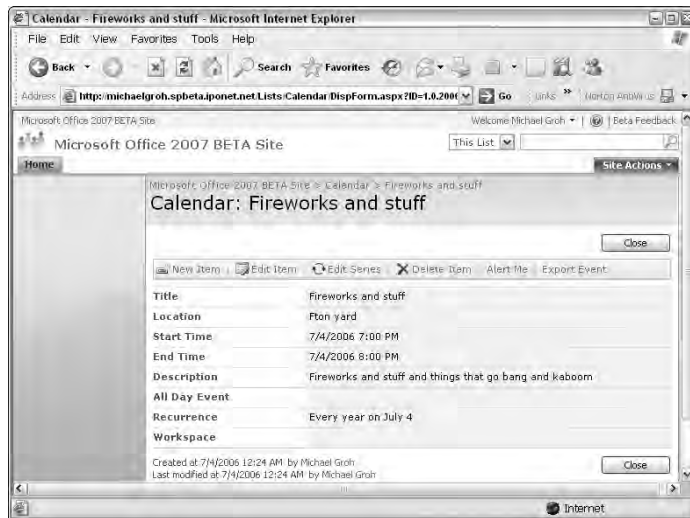 Calendar - Fireworks and stuff - Microsoft Internet Explorer
File Edit View Favorites Tools Help
Back Search Favorites
Address http://michaelgroh.spbeta.iponet.net/Lists/Calendar/DispForm.aspx?ID=1.0.2006 Go Links » Norton AntiVirus
Microsoft Office 2007 BETA Site Welcome Michael Groh | Beta Feedback
Microsoft Office 2007 BETA Site This List
Home Site Actions
Microsoft Office 2007 BETA Site > Calendar > Fireworks and stuff
Calendar: Fireworks and stuff
Close
New Item | Edit Item | Edit Series | Delete Item | Alert Me | Export Event
Title Fireworks and stuff
Location Fton yard
Start Time 7/4/2006 7:00 PM
End Time 7/4/2006 8:00 PM
Description Fireworks and stuff and things that go bang and kaboom
All Day Event
Recurrence Every year on July 4
Workspace
Created at 7/4/2006 12:24 AM by Michael Groh
Last modified at 7/4/2006 12:24 AM by Michael Groh
Close
Internet